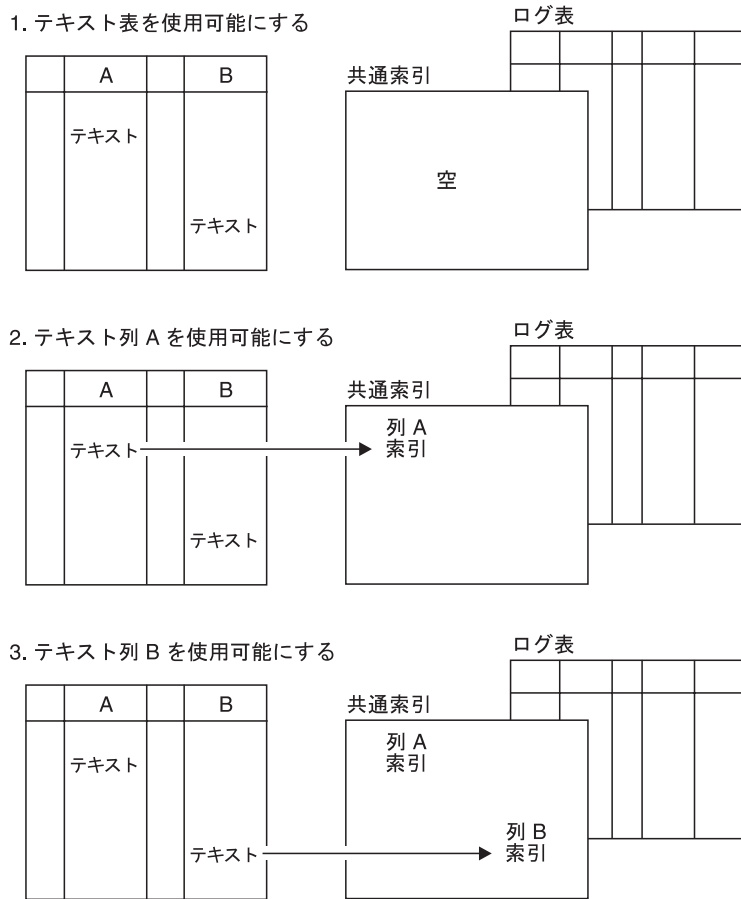 1. テキスト表を使用可能にする
ログ表
共通索引
A
B
テキスト
テキスト
空
2. テキスト列 A を使用可能にする
ログ表
共通索引
A
B
テキスト
テキスト
列 A
索引
3. テキスト列 B を使用可能にする
ログ表
共通索引
A
B
テキスト
テキスト
列 A
索引
列 B
索引